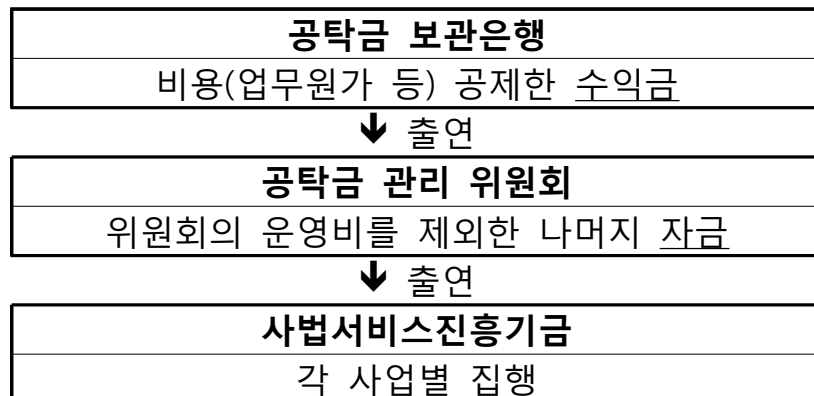 공탁금 보관은행
비용(업무원가 등) 공제한 수익금
🡻 출연
공탁금 관리 위원회
위원회의 운영비를 제외한 나머지 자금
🡻 출연
사법서비스진흥기금
각 사업별 집행